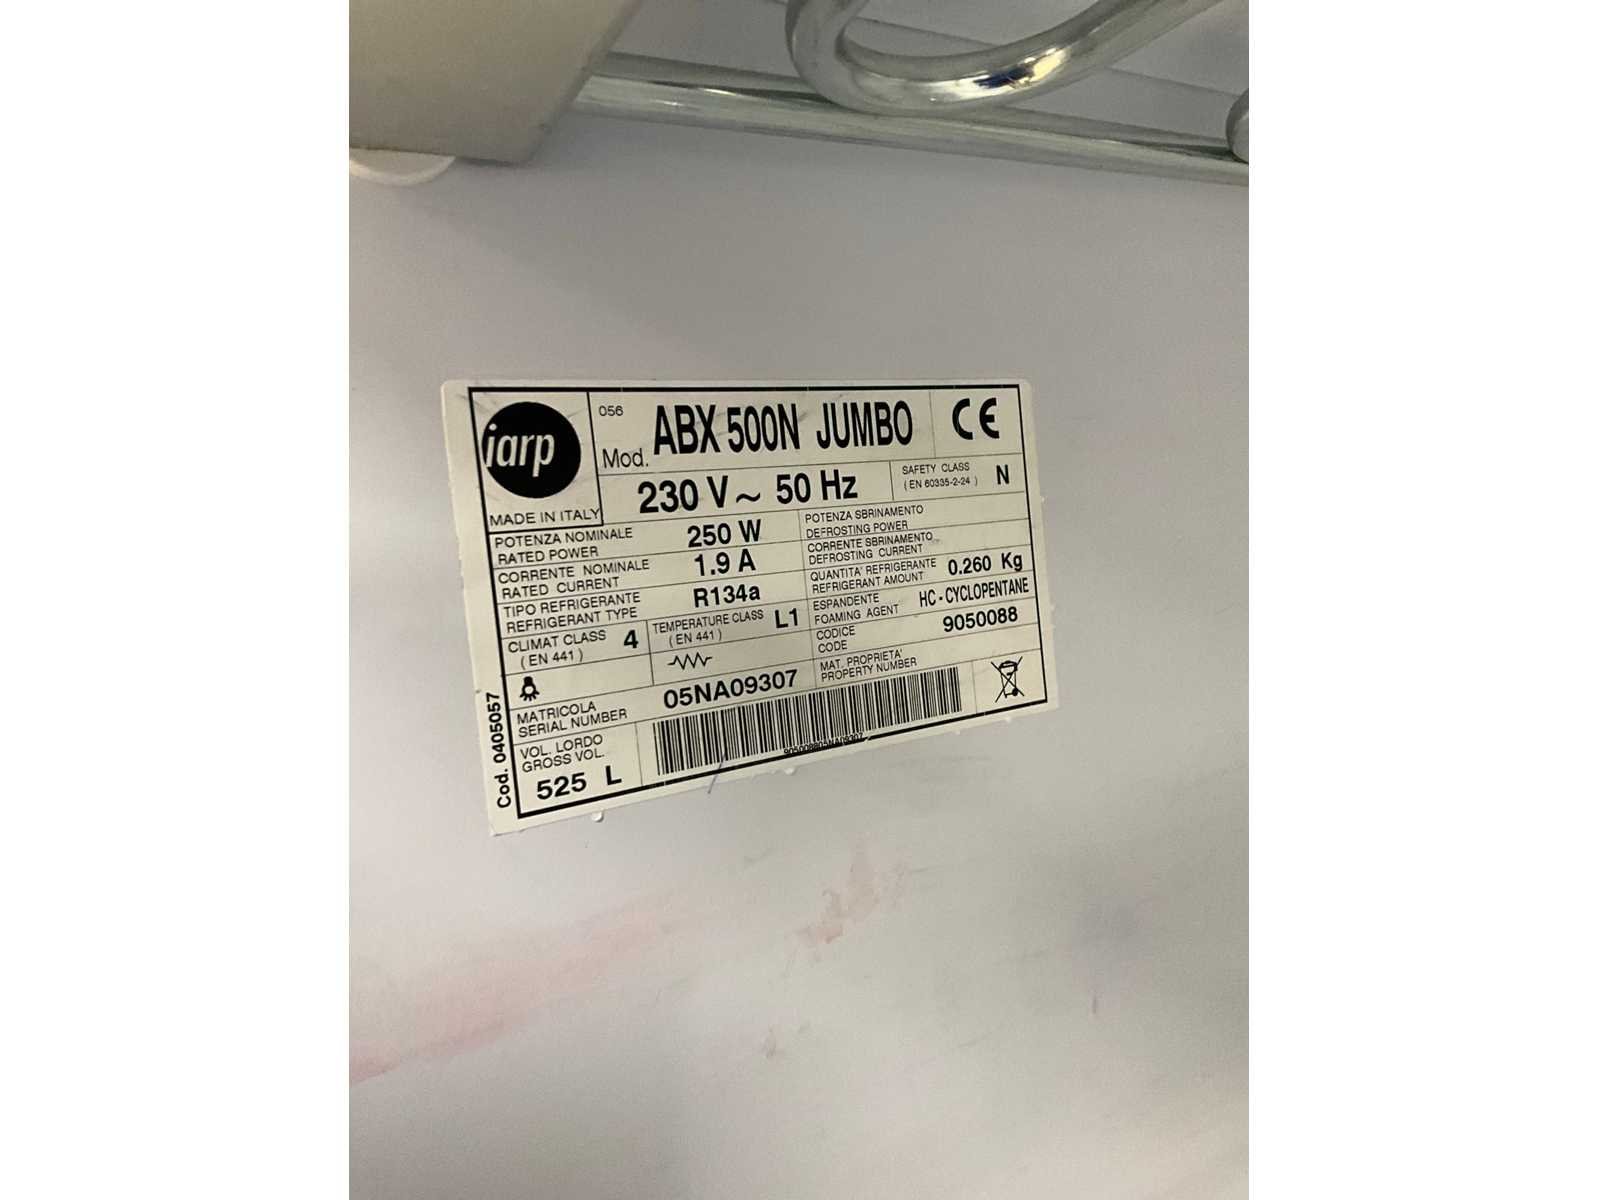 iarp
MADE IN ITALY
056
Mod. ABX 500N JUMBO
CE
230 V ~ 50 Hz
SAFETY CLASS
( EN 60335-2-24 ) N
POTENZA NOMINALE
RATED POWER
250 W
POTENZA SBRINAMENTO
DEFROSTING POWER
CORRENTE NOMINALE
RATED CURRENT
1.9 A
CORRENTE SBRINAMENTO
DEFROSTING CURRENT
TIPO REFRIGERANTE
REFRIGERANT TYPE
R134a
QUANTITA' REFRIGERANTE
REFRIGERANT AMOUNT
0.260 Kg
CLIMAT CLASS
( EN 441 )
4
TEMPERATURE CLASS
( EN 441 )
L1
ESPANDENTE
FOAMING AGENT
HC - CYCLOPENTANE
CODICE
CODE
9050088
MATRICOLA
SERIAL NUMBER
05NA09307
MAT. PROPRIETA'
PROPERTY NUMBER
VOL. LORDO
GROSS VOL.
525 L
Cod. 0405057